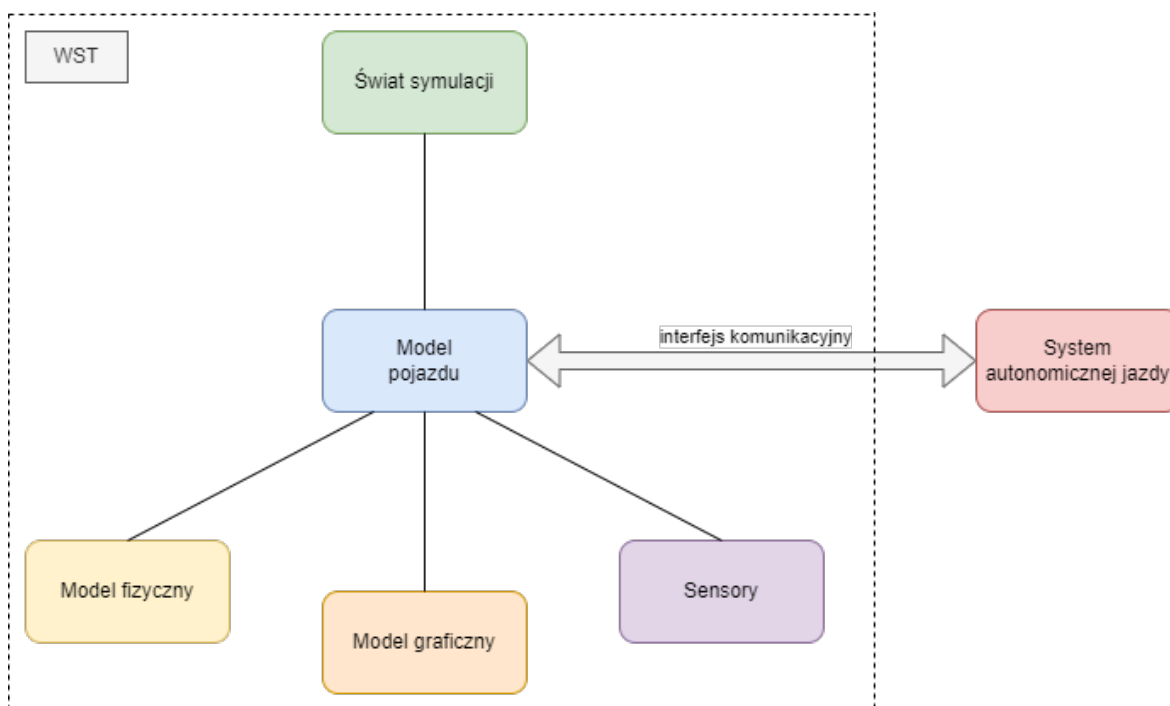 WST
Świat symulacji
Model
pojazdu
interfejs komunikacyjny
System
autonomicznej jazdy
Model fizyczny
Model graficzny
Sensory